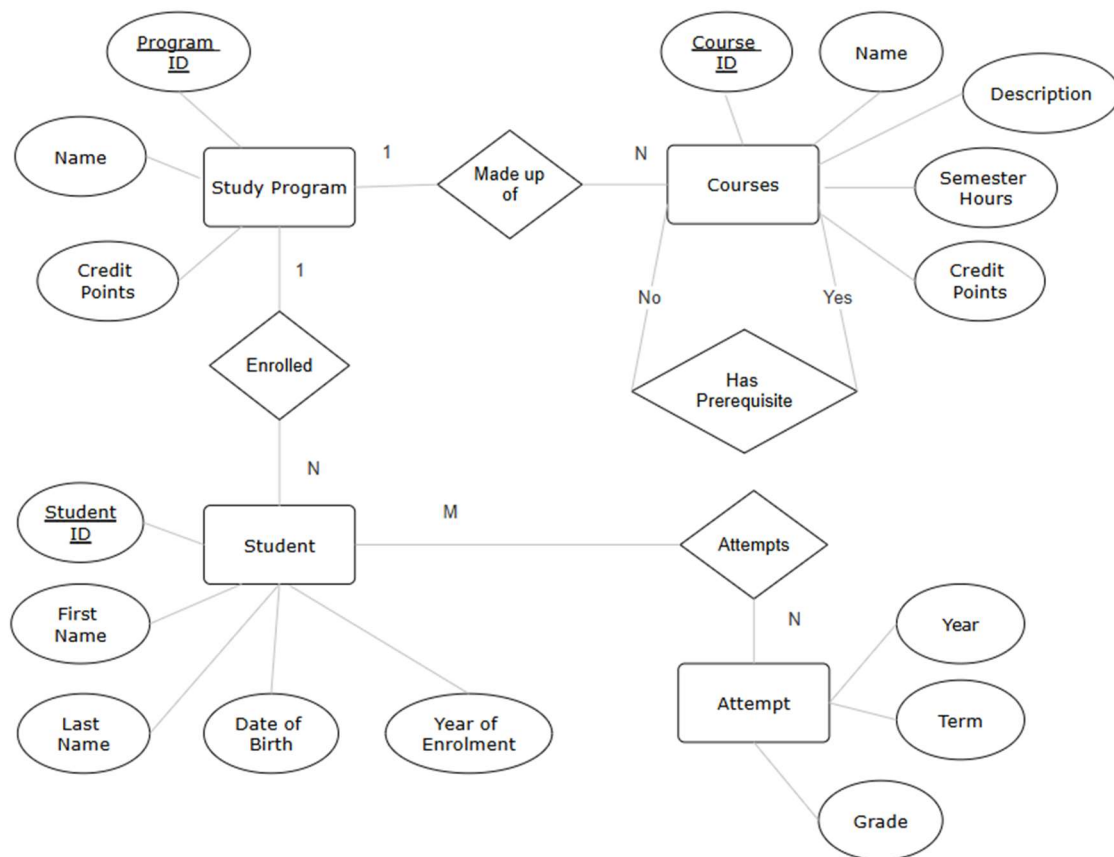 Program
ID
Course
ID
Name
Description
Name
Study Program
1
Made up
of
N
Courses
Semester
Hours
Credit
Points
1
No
Yes
Credit
Points
Enrolled
Has
Prerequisite
N
Student
ID
Student
M
Attempts
First
Name
N
Year
Last
Name
Date of
Birth
Year of
Enrolment
Attempt
Term
Grade